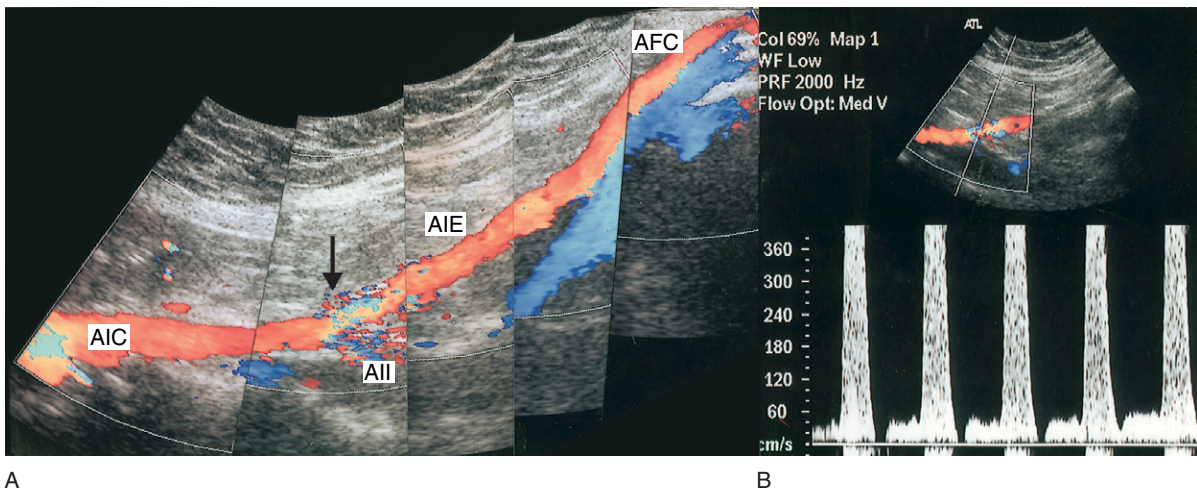 AFC
AIE
AIC
AII
ATL
Col 69% Map 1
WF Low
PRF 2000 Hz
Flow Opt: Med V
360
300
240
180
120
60
cm/s
A
B